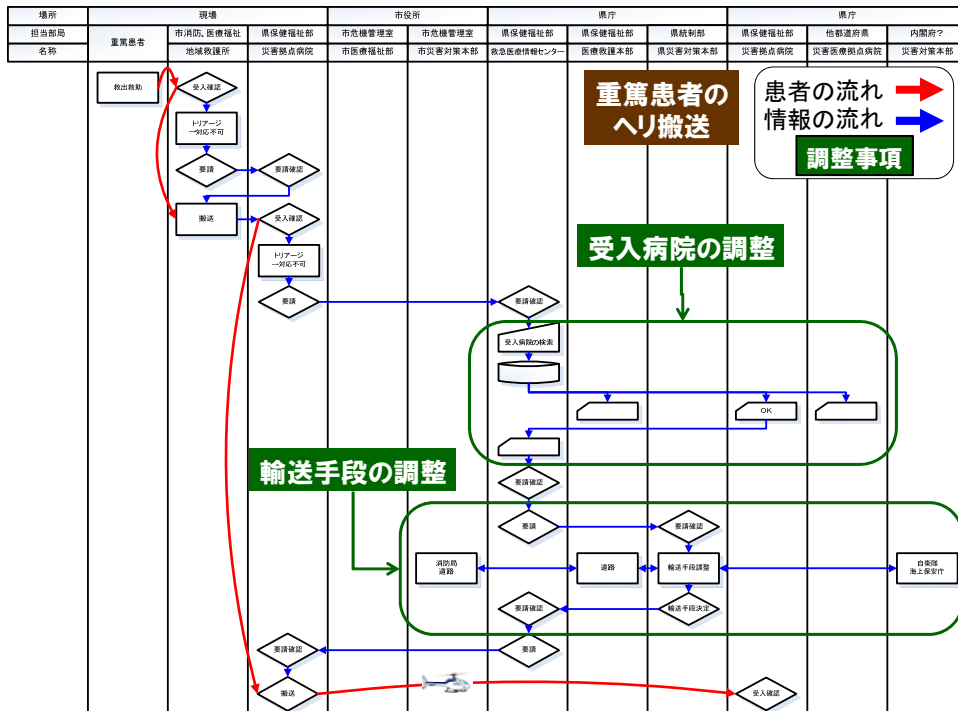 場所
現場
市役所
県庁
県庁
担当部局
重篤患者
市消防、医療福祉
県保健福祉部
市危機管理室
市危機管理室
県保健福祉部
県保健福祉部
県統制部
県保健福祉部
他都道府県
内閣府?
名称
地域救護所
災害拠点病院
市医療福祉部
市災害対策本部
救急医療情報センター
医療救護本部
県災害対策本部
災害拠点病院
災害医療拠点病院
災害対策本部
救出救助
受入確認
重篤患者の
ヘリ搬送
患者の流れ
情報の流れ
調整事項
トリアージ
→対応不可
要請
要請確認
搬送
受入確認
トリアージ
→対応不可
受入病院の調整
要請
要請確認
受入病院の検索
OK
輸送手段の調整
要請確認
要請
要請確認
消防局
道路
道路
輸送手段調整
自衛隊
海上保安庁
要請確認
輸送手段決定
要請確認
要請
搬送
受入確認